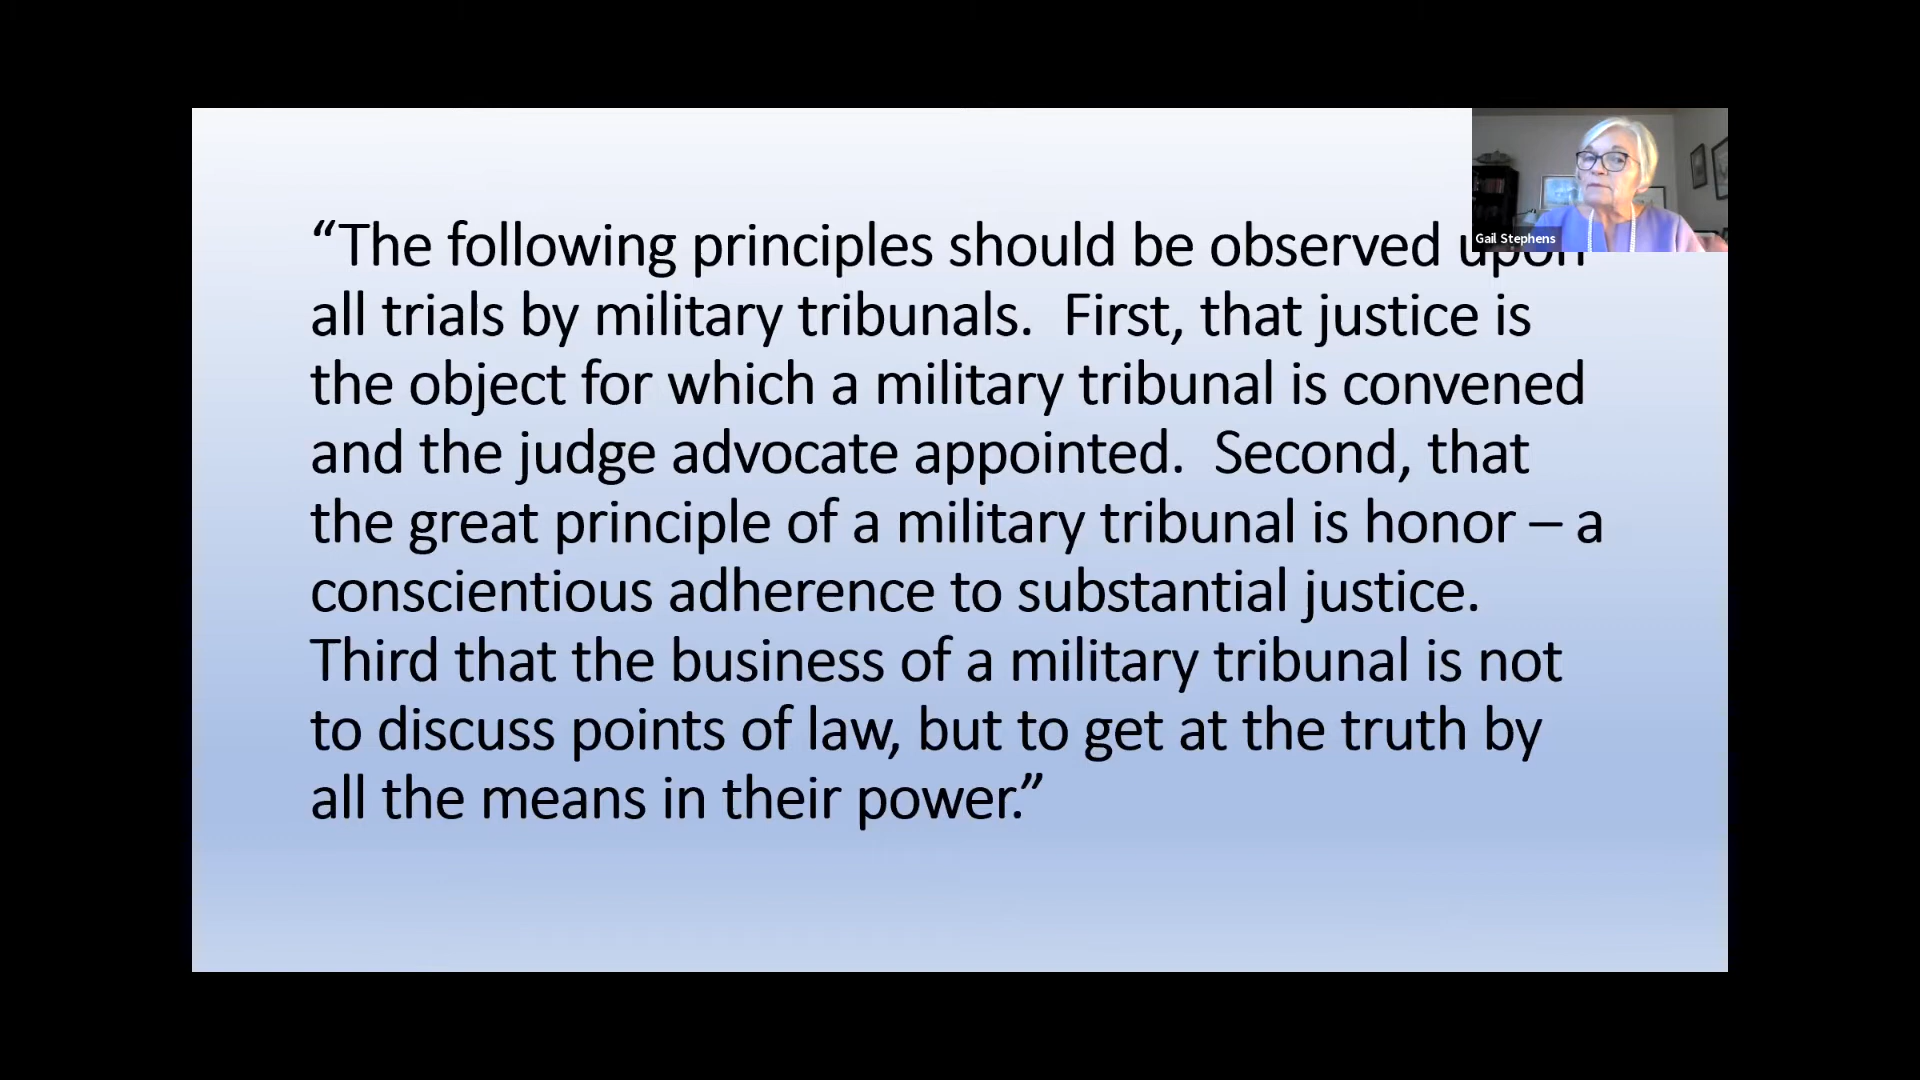 “The following principles should be observed upon
all trials by military tribunals.  First, that justice is
the object for which a military tribunal is convened
and the judge advocate appointed.  Second, that
the great principle of a military tribunal is honor – a
conscientious adherence to substantial justice.
Third that the business of a military tribunal is not
to discuss points of law, but to get at the truth by
all the means in their power.”
Gail Stephens